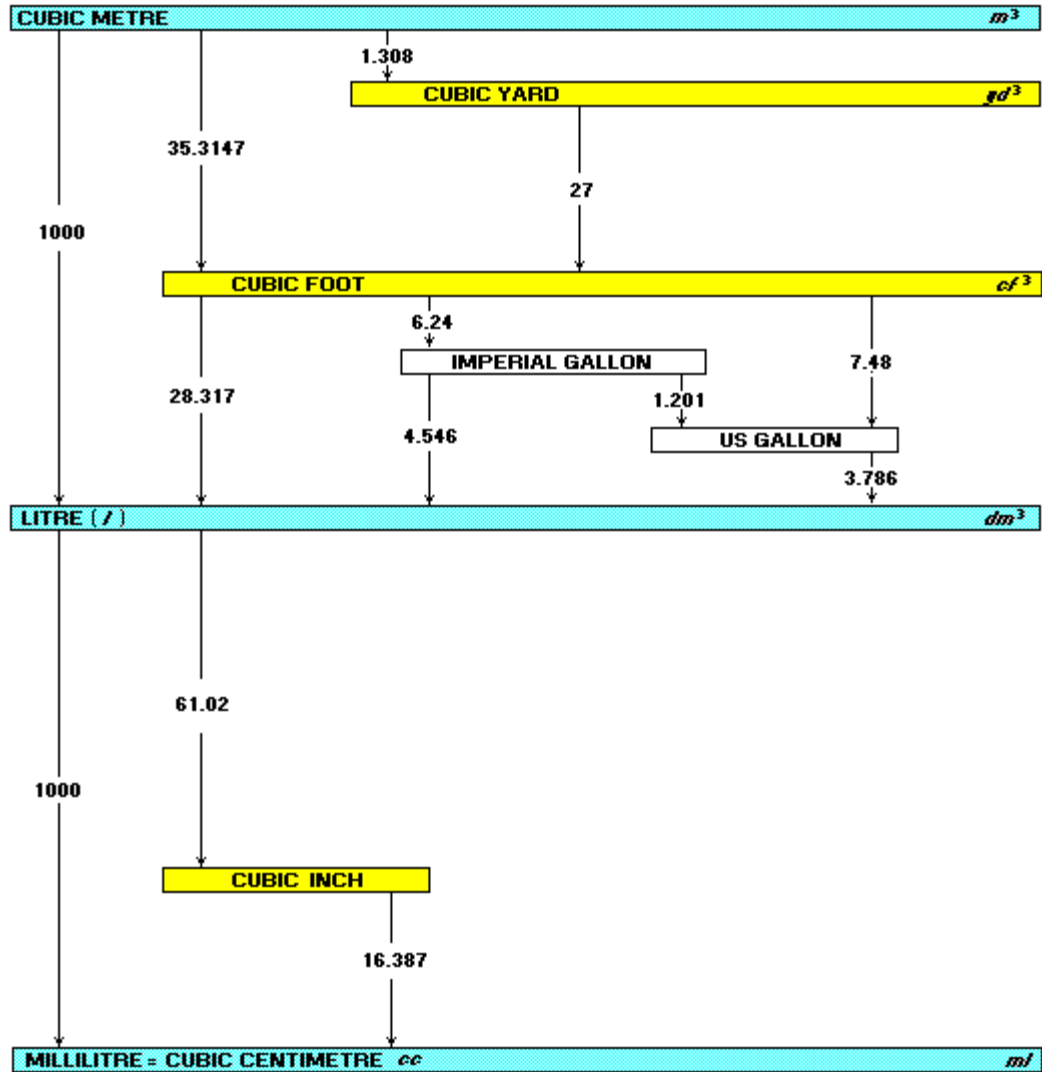 CUBIC METRE m³
1.308
CUBIC YARD yd³
35.3147
27
1000
CUBIC FOOT cf³
6.24
IMPERIAL GALLON 7.48
28.317 1.201
4.546 US GALLON
3.786
LITRE ( l ) dm³
61.02
1000
CUBIC INCH
16.387
MILLILITRE = CUBIC CENTIMETRE cc ml